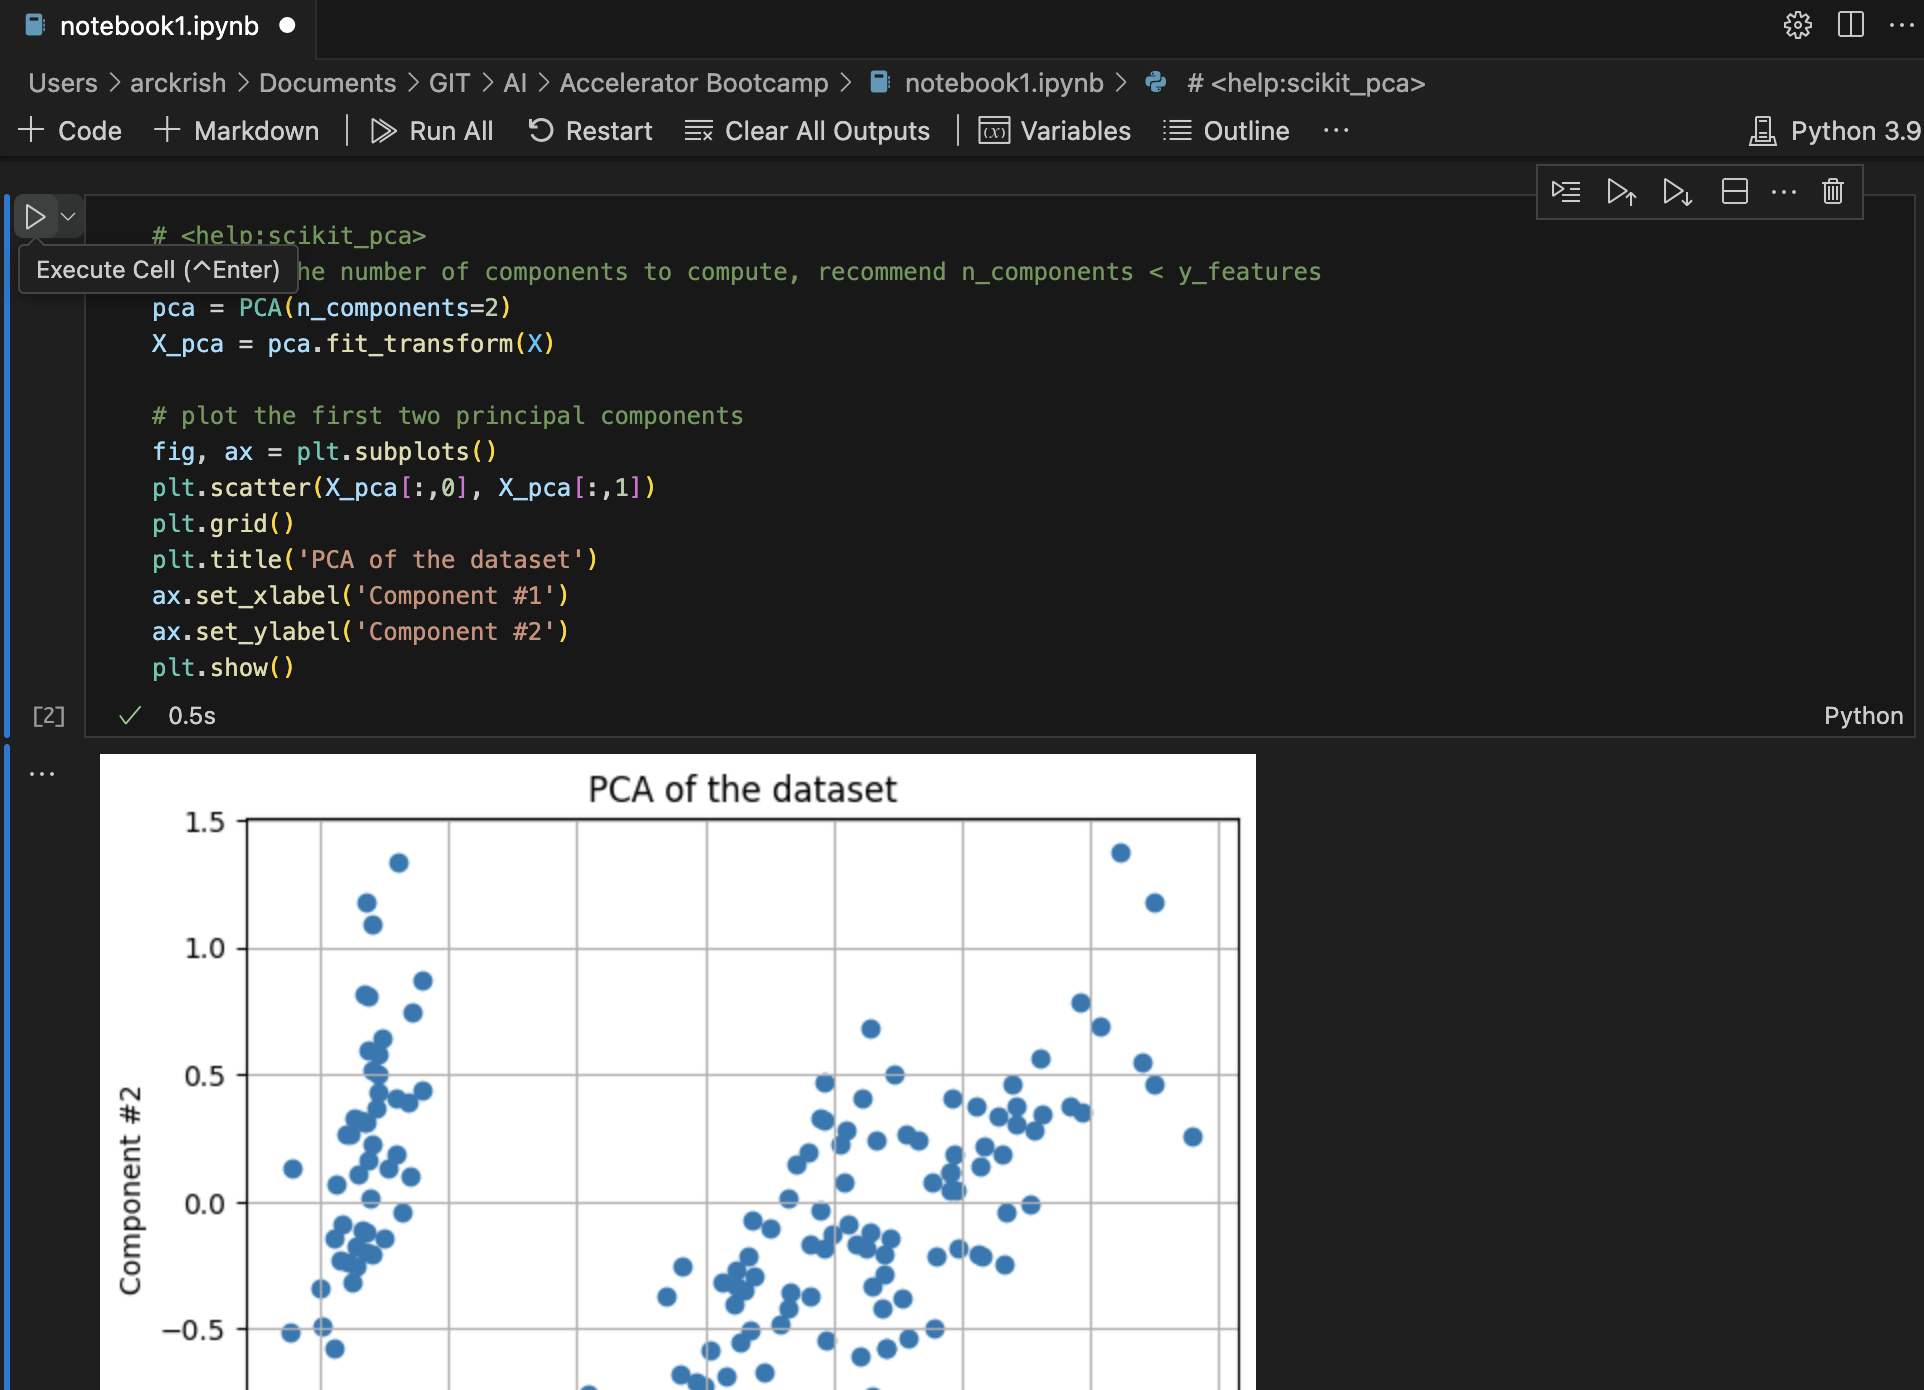 notebook1.ipynb
Users > arckrish > Documents > GIT > AI > Accelerator Bootcamp > notebook1.ipynb > # <help:scikit_pca>
+ Code + Markdown | Run All Restart Clear All Outputs | (x) Variables Outline ... Python 3.9
# <help:scikit_pca>
Execute Cell (^Enter) he number of components to compute, recommend n_components < y_features
pca = PCA(n_components=2)
X_pca = pca.fit_transform(X)
# plot the first two principal components
fig, ax = plt.subplots()
plt.scatter(X_pca[:,0], X_pca[:,1])
plt.grid()
plt.title('PCA of the dataset')
ax.set_xlabel('Component #1')
ax.set_ylabel('Component #2')
plt.show()
[2] ✓ 0.5s Python
PCA of the dataset
1.5
1.0
0.5
0.0
−0.5
Component #2